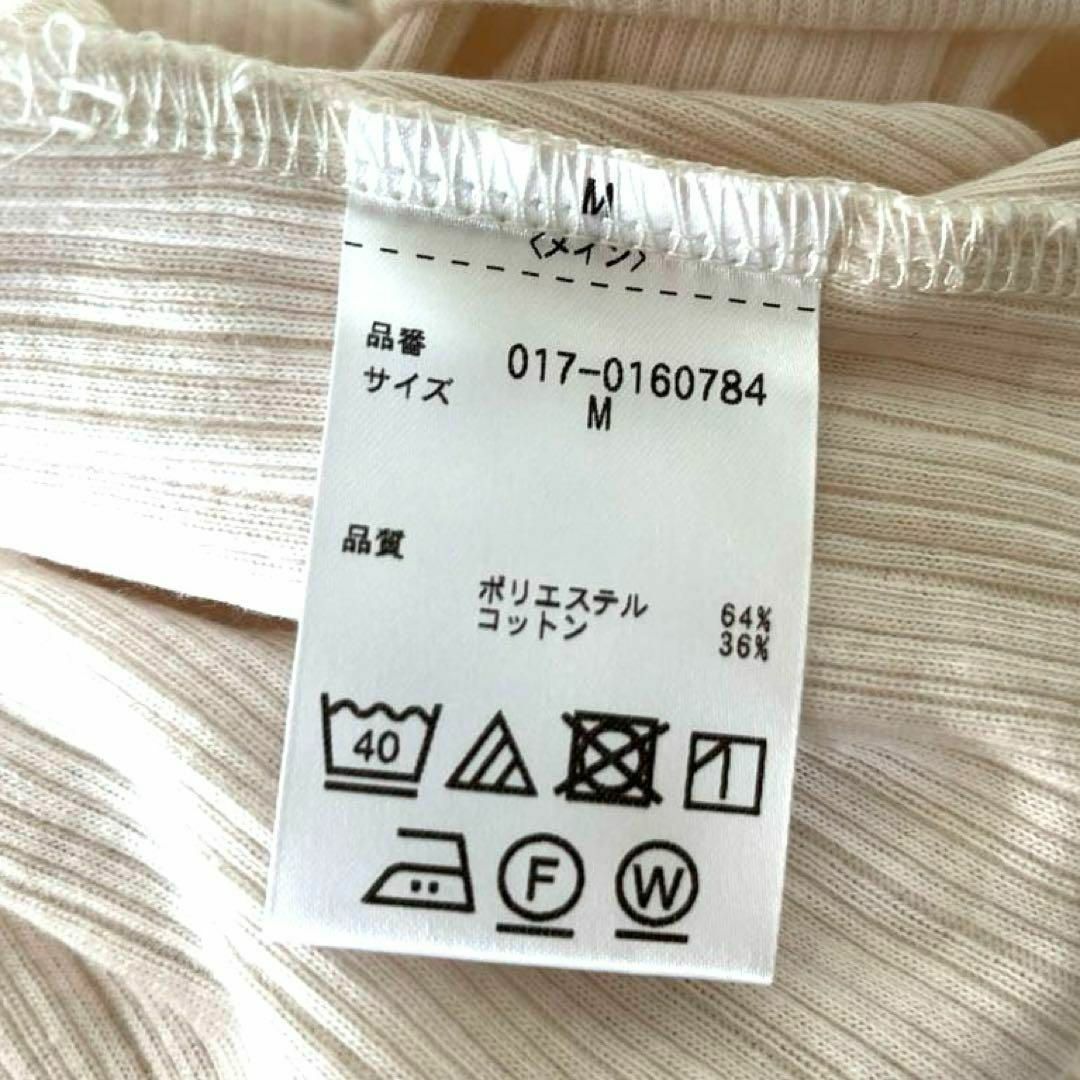 M
〈メイン〉
品番 017-0160784
サイズ M
品質
ポリエステル 64%
コットン 36%
40
F W